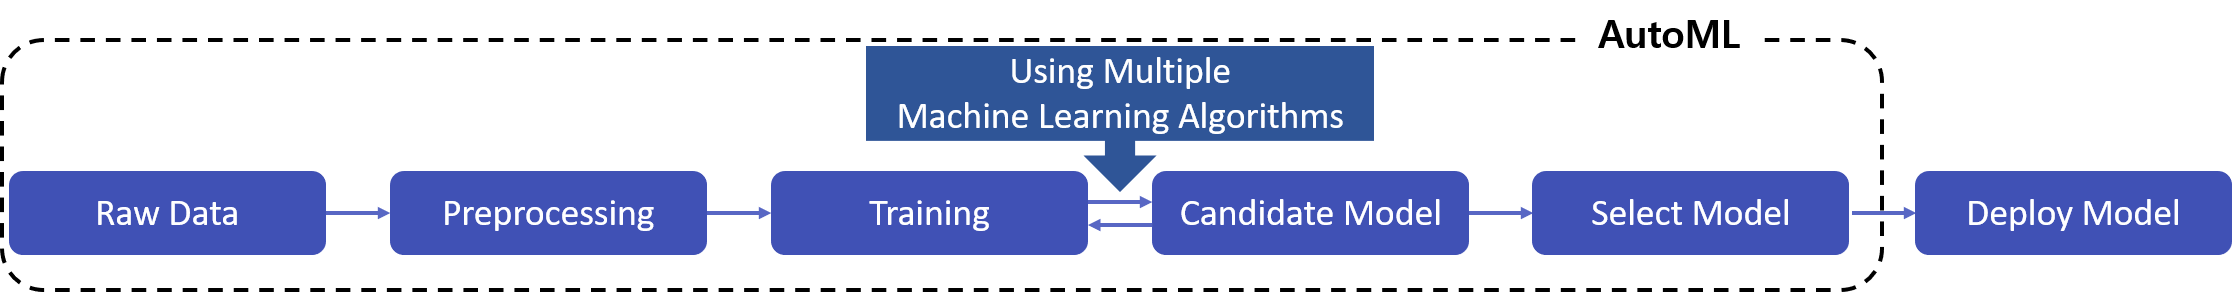 AutoML
Using Multiple
Machine Learning Algorithms
Raw Data
Preprocessing
Training
Candidate Model
Select Model
Deploy Model